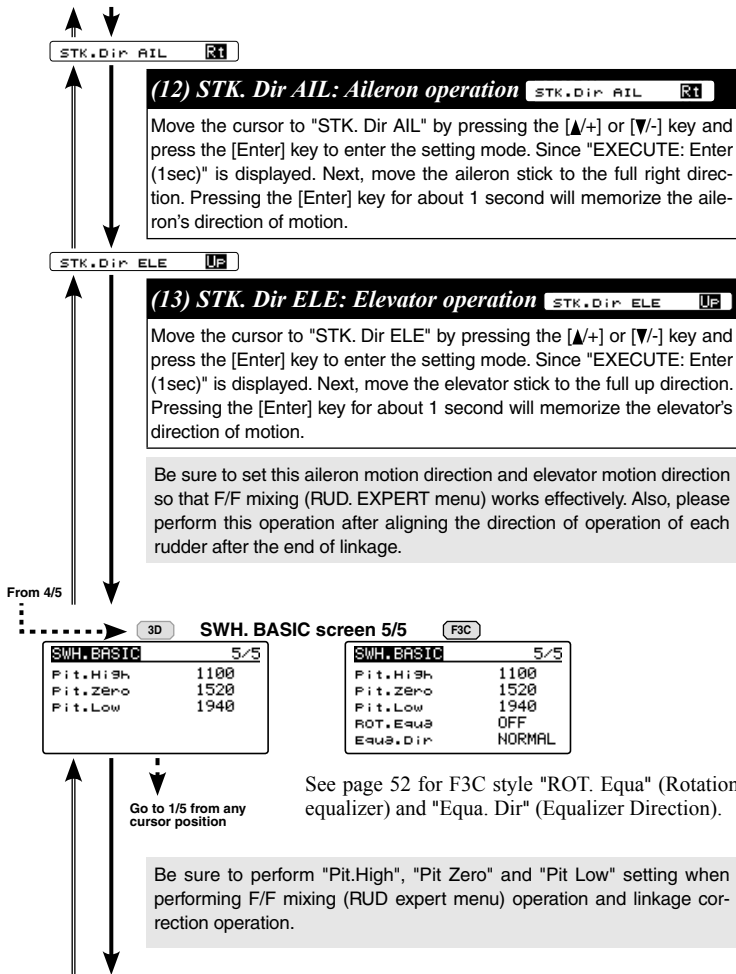 STK.Dir AIL Rt
(12) STK. Dir AIL: Aileron operation STK.Dir AIL Rt
Move the cursor to "STK. Dir AIL" by pressing the [▲/+] or [▼/-] key and
press the [Enter] key to enter the setting mode. Since "EXECUTE: Enter
(1sec)" is displayed. Next, move the aileron stick to the full right direc-
tion. Pressing the [Enter] key for about 1 second will memorize the aile-
ron's direction of motion.
STK.Dir ELE Up
(13) STK. Dir ELE: Elevator operation STK.Dir ELE Up
Move the cursor to "STK. Dir ELE" by pressing the [▲/+] or [▼/-] key and
press the [Enter] key to enter the setting mode. Since "EXECUTE: Enter
(1sec)" is displayed. Next, move the elevator stick to the full up direction.
Pressing the [Enter] key for about 1 second will memorize the elevator's
direction of motion.
Be sure to set this aileron motion direction and elevator motion direction
so that F/F mixing (RUD. EXPERT menu) works effectively. Also, please
perform this operation after aligning the direction of operation of each
rudder after the end of linkage.
From 4/5
3D SWH. BASIC screen 5/5 F3C
SWH.BASIC 5/5
Pit.High 1100
Pit.Zero 1520
Pit.Low 1940
SWH.BASIC 5/5
Pit.High 1100
Pit.Zero 1520
Pit.Low 1940
ROT.Equa OFF
Equa.Dir NORMAL
Go to 1/5 from any
cursor position
See page 52 for F3C style "ROT. Equa" (Rotation
equalizer) and "Equa. Dir" (Equalizer Direction).
Be sure to perform "Pit.High", "Pit Zero" and "Pit Low" setting when
performing F/F mixing (RUD expert menu) operation and linkage cor-
rection operation.